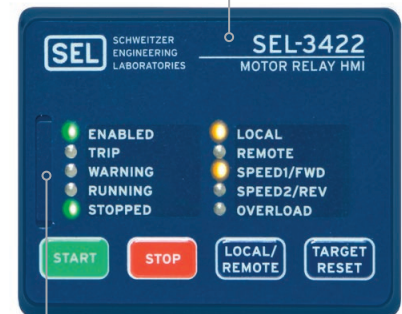 SEL
SCHWEITZER
ENGINEERING
LABORATORIES
SEL-3422
MOTOR RELAY HMI
ENABLED
TRIP
WARNING
RUNNING
STOPPED
LOCAL
REMOTE
SPEED1/FWD
SPEED2/REV
OVERLOAD
START
STOP
LOCAL/
REMOTE
TARGET
RESET